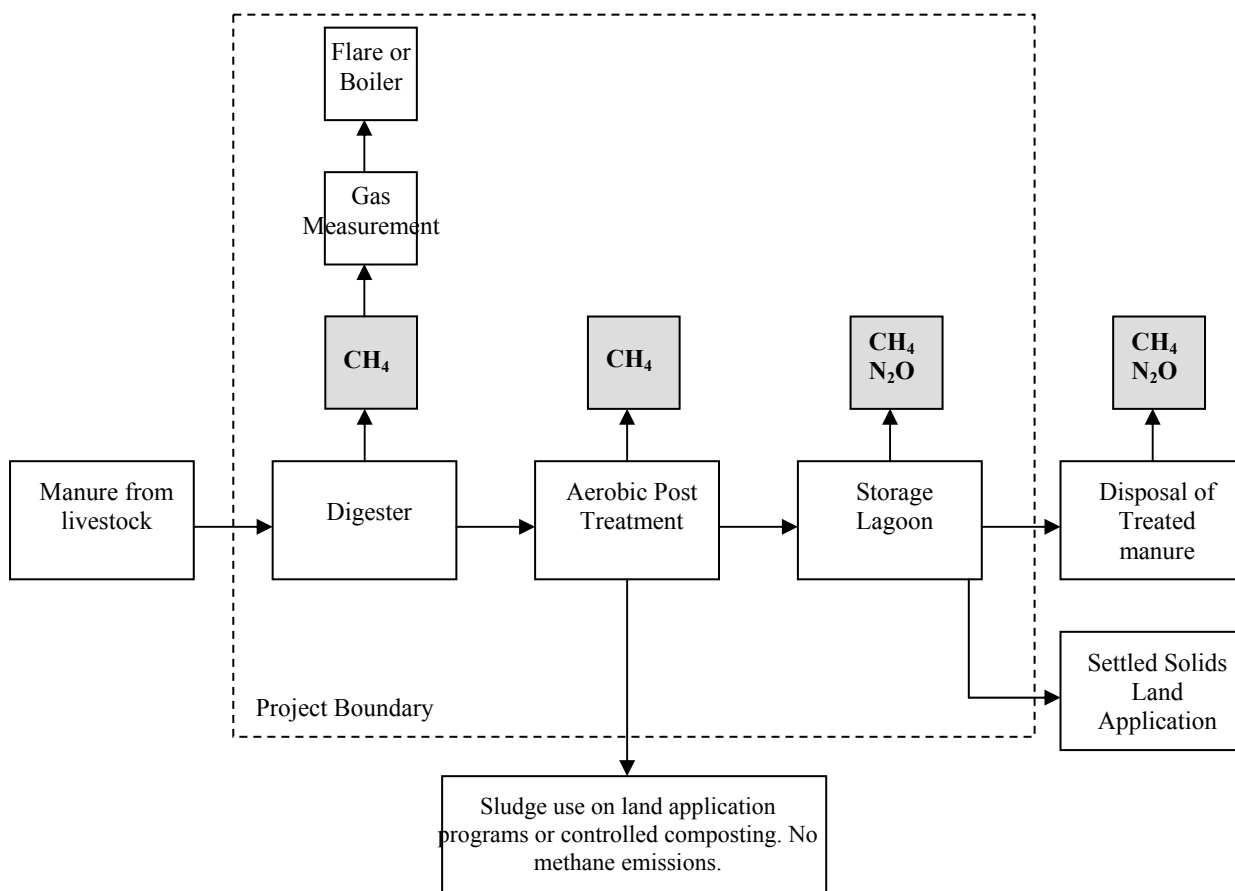 Flare or
Boiler
Gas
Measurement
CH₄
CH₄
CH₄
N₂O
CH₄
N₂O
Manure from
livestock
Digester
Aerobic Post
Treatment
Storage
Lagoon
Disposal of
Treated
manure
Settled Solids
Land
Application
Project Boundary
Sludge use on land application
programs or controlled composting. No
methane emissions.